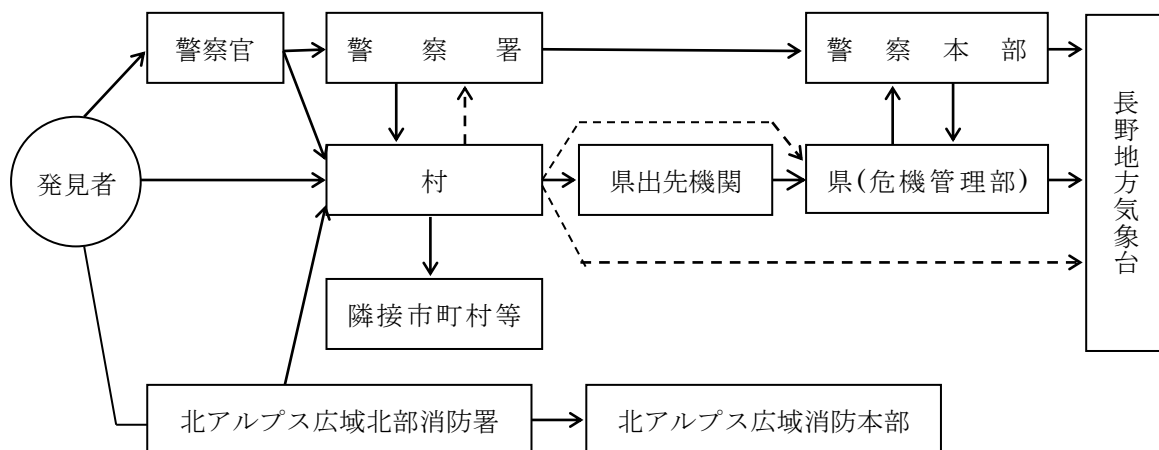 警察官
警察署
警察本部
長野地方気象台
発見者
村
県出先機関
県(危機管理部)
隣接市町村等
北アルプス広域北部消防署
北アルプス広域消防本部